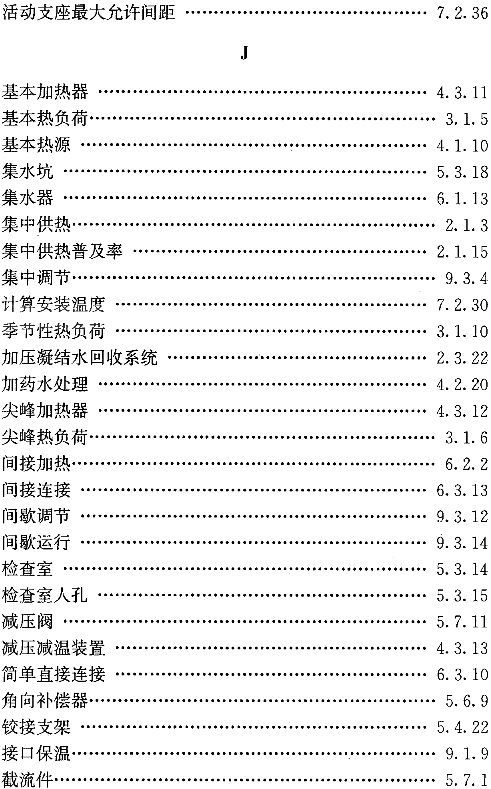 活动支座最大允许间距 …………………………………… 7.2.36
J
基本加热器 …………………………………………………… 4.3.11
基本热负荷…………………………………………………… 3.1.5
基本热源 ……………………………………………………… 4.1.10
集水坑 ………………………………………………………… 5.3.18
集水器 ………………………………………………………… 6.1.13
集中供热……………………………………………………… 2.1.3
集中供热普及率 ……………………………………………… 2.1.15
集中调节……………………………………………………… 9.3.4
计算安装温度 ………………………………………………… 7.2.30
季节性热负荷 ………………………………………………… 3.1.10
加压凝结水回收系统 ………………………………………… 2.3.22
加药水处理 …………………………………………………… 4.2.20
尖峰加热器 …………………………………………………… 4.3.12
尖峰热负荷…………………………………………………… 3.1.6
间接加热……………………………………………………… 6.2.2
间接连接 ……………………………………………………… 6.3.13
间歇调节 ……………………………………………………… 9.3.12
间歇运行 ……………………………………………………… 9.3.14
检查室 ………………………………………………………… 5.3.14
检查室人孔 …………………………………………………… 5.3.15
减压阀 ………………………………………………………… 5.7.11
减压减温装置 ………………………………………………… 4.3.13
简单直接连接 ………………………………………………… 6.3.10
角向补偿器…………………………………………………… 5.6.9
铰接支架 ……………………………………………………… 5.4.22
接口保温……………………………………………………… 9.1.9
截流件………………………………………………………… 5.7.1